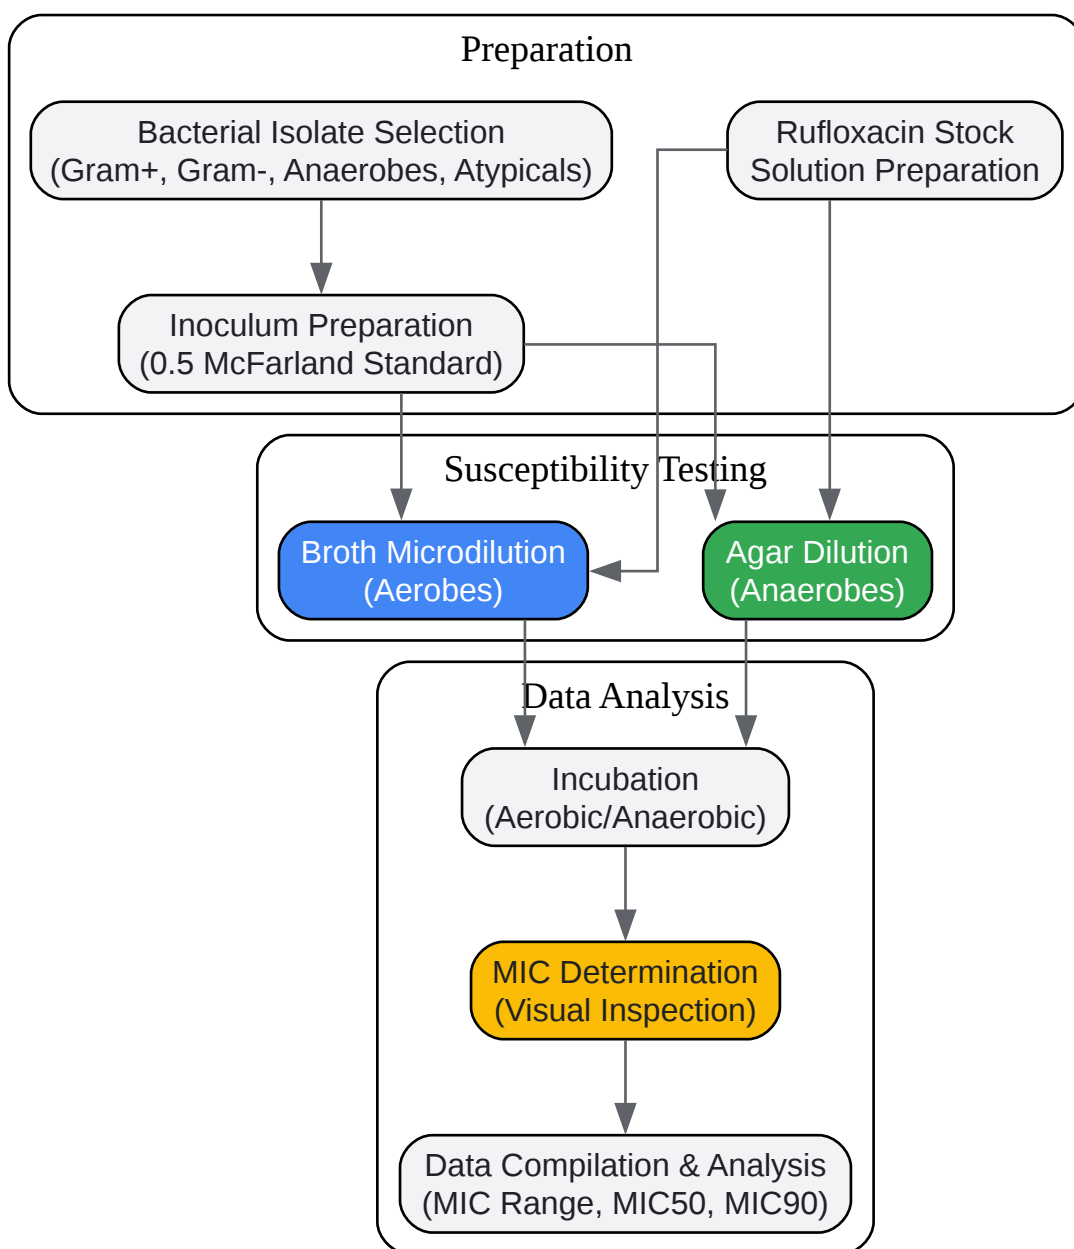 Preparation
Bacterial Isolate Selection
(Gram+, Gram-, Anaerobes, Atypicals)
Rufloxacin Stock
Solution Preparation
Inoculum Preparation
(0.5 McFarland Standard)
Susceptibility Testing
Broth Microdilution
(Aerobes)
Agar Dilution
(Anaerobes)
Data Analysis
Incubation
(Aerobic/Anaerobic)
MIC Determination
(Visual Inspection)
Data Compilation & Analysis
(MIC Range, MIC50, MIC90)